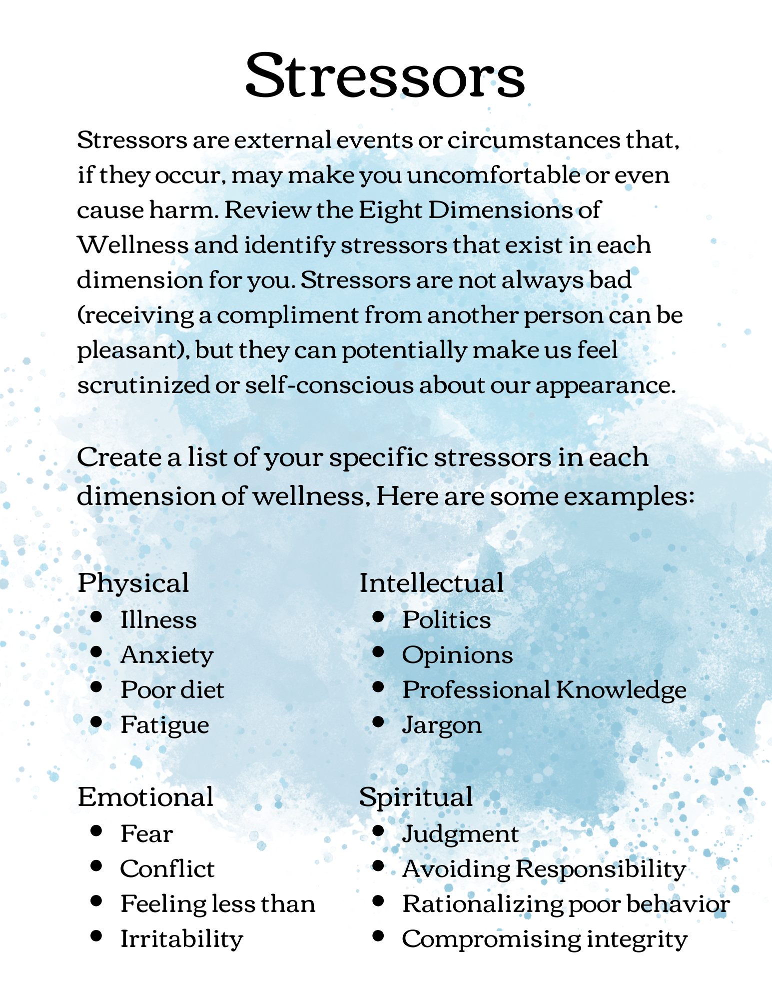 Stressors
Stressors are external events or circumstances that,
if they occur, may make you uncomfortable or even
cause harm. Review the Eight Dimensions of
Wellness and identify stressors that exist in each
dimension for you. Stressors are not always bad
(receiving a compliment from another person can be
pleasant), but they can potentially make us feel
scrutinized or self-conscious about our appearance.
Create a list of your specific stressors in each
dimension of wellness, Here are some examples:
Physical
• Illness
• Anxiety
• Poor diet
• Fatigue
Intellectual
• Politics
• Opinions
• Professional Knowledge
• Jargon
Emotional
• Fear
• Conflict
• Feeling less than
• Irritability
Spiritual
• Judgment
• Avoiding Responsibility
• Rationalizing poor behavior
• Compromising integrity